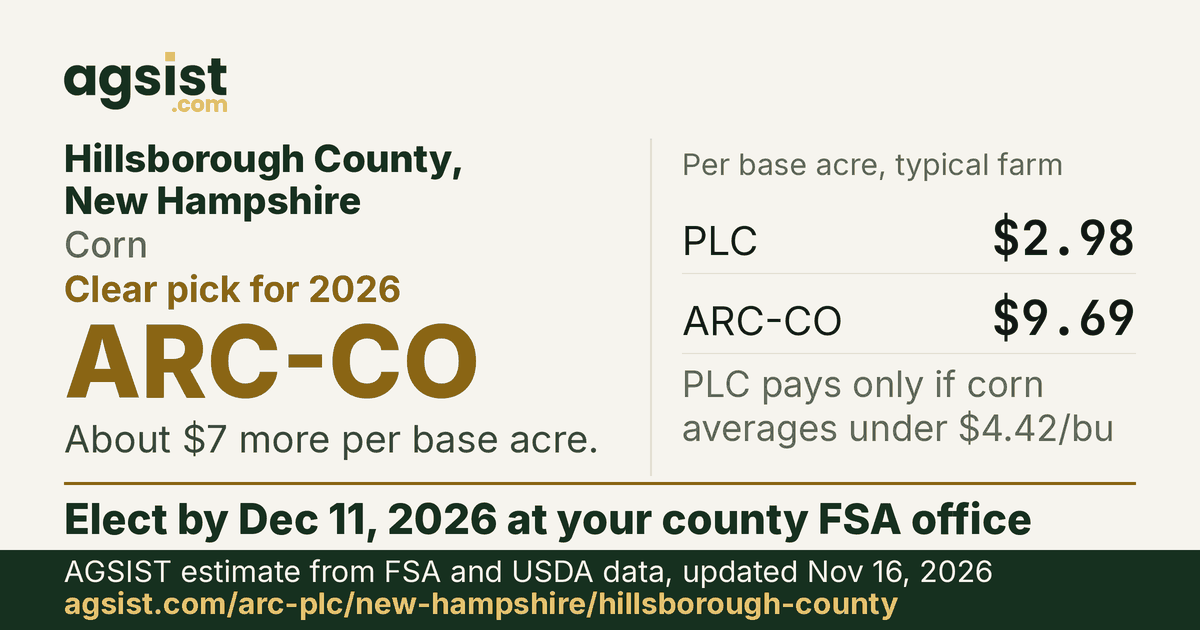 agsist
.com
Hillsborough County,
New Hampshire
Corn
Clear pick for 2026
ARC-CO
About $7 more per base acre.
Per base acre, typical farm
PLC $2.98
ARC-CO $9.69
PLC pays only if corn
averages under $4.42/bu
Elect by Dec 11, 2026 at your county FSA office
AGSIST estimate from FSA and USDA data, updated Nov 16, 2026
agsist.com/arc-plc/new-hampshire/hillsborough-county